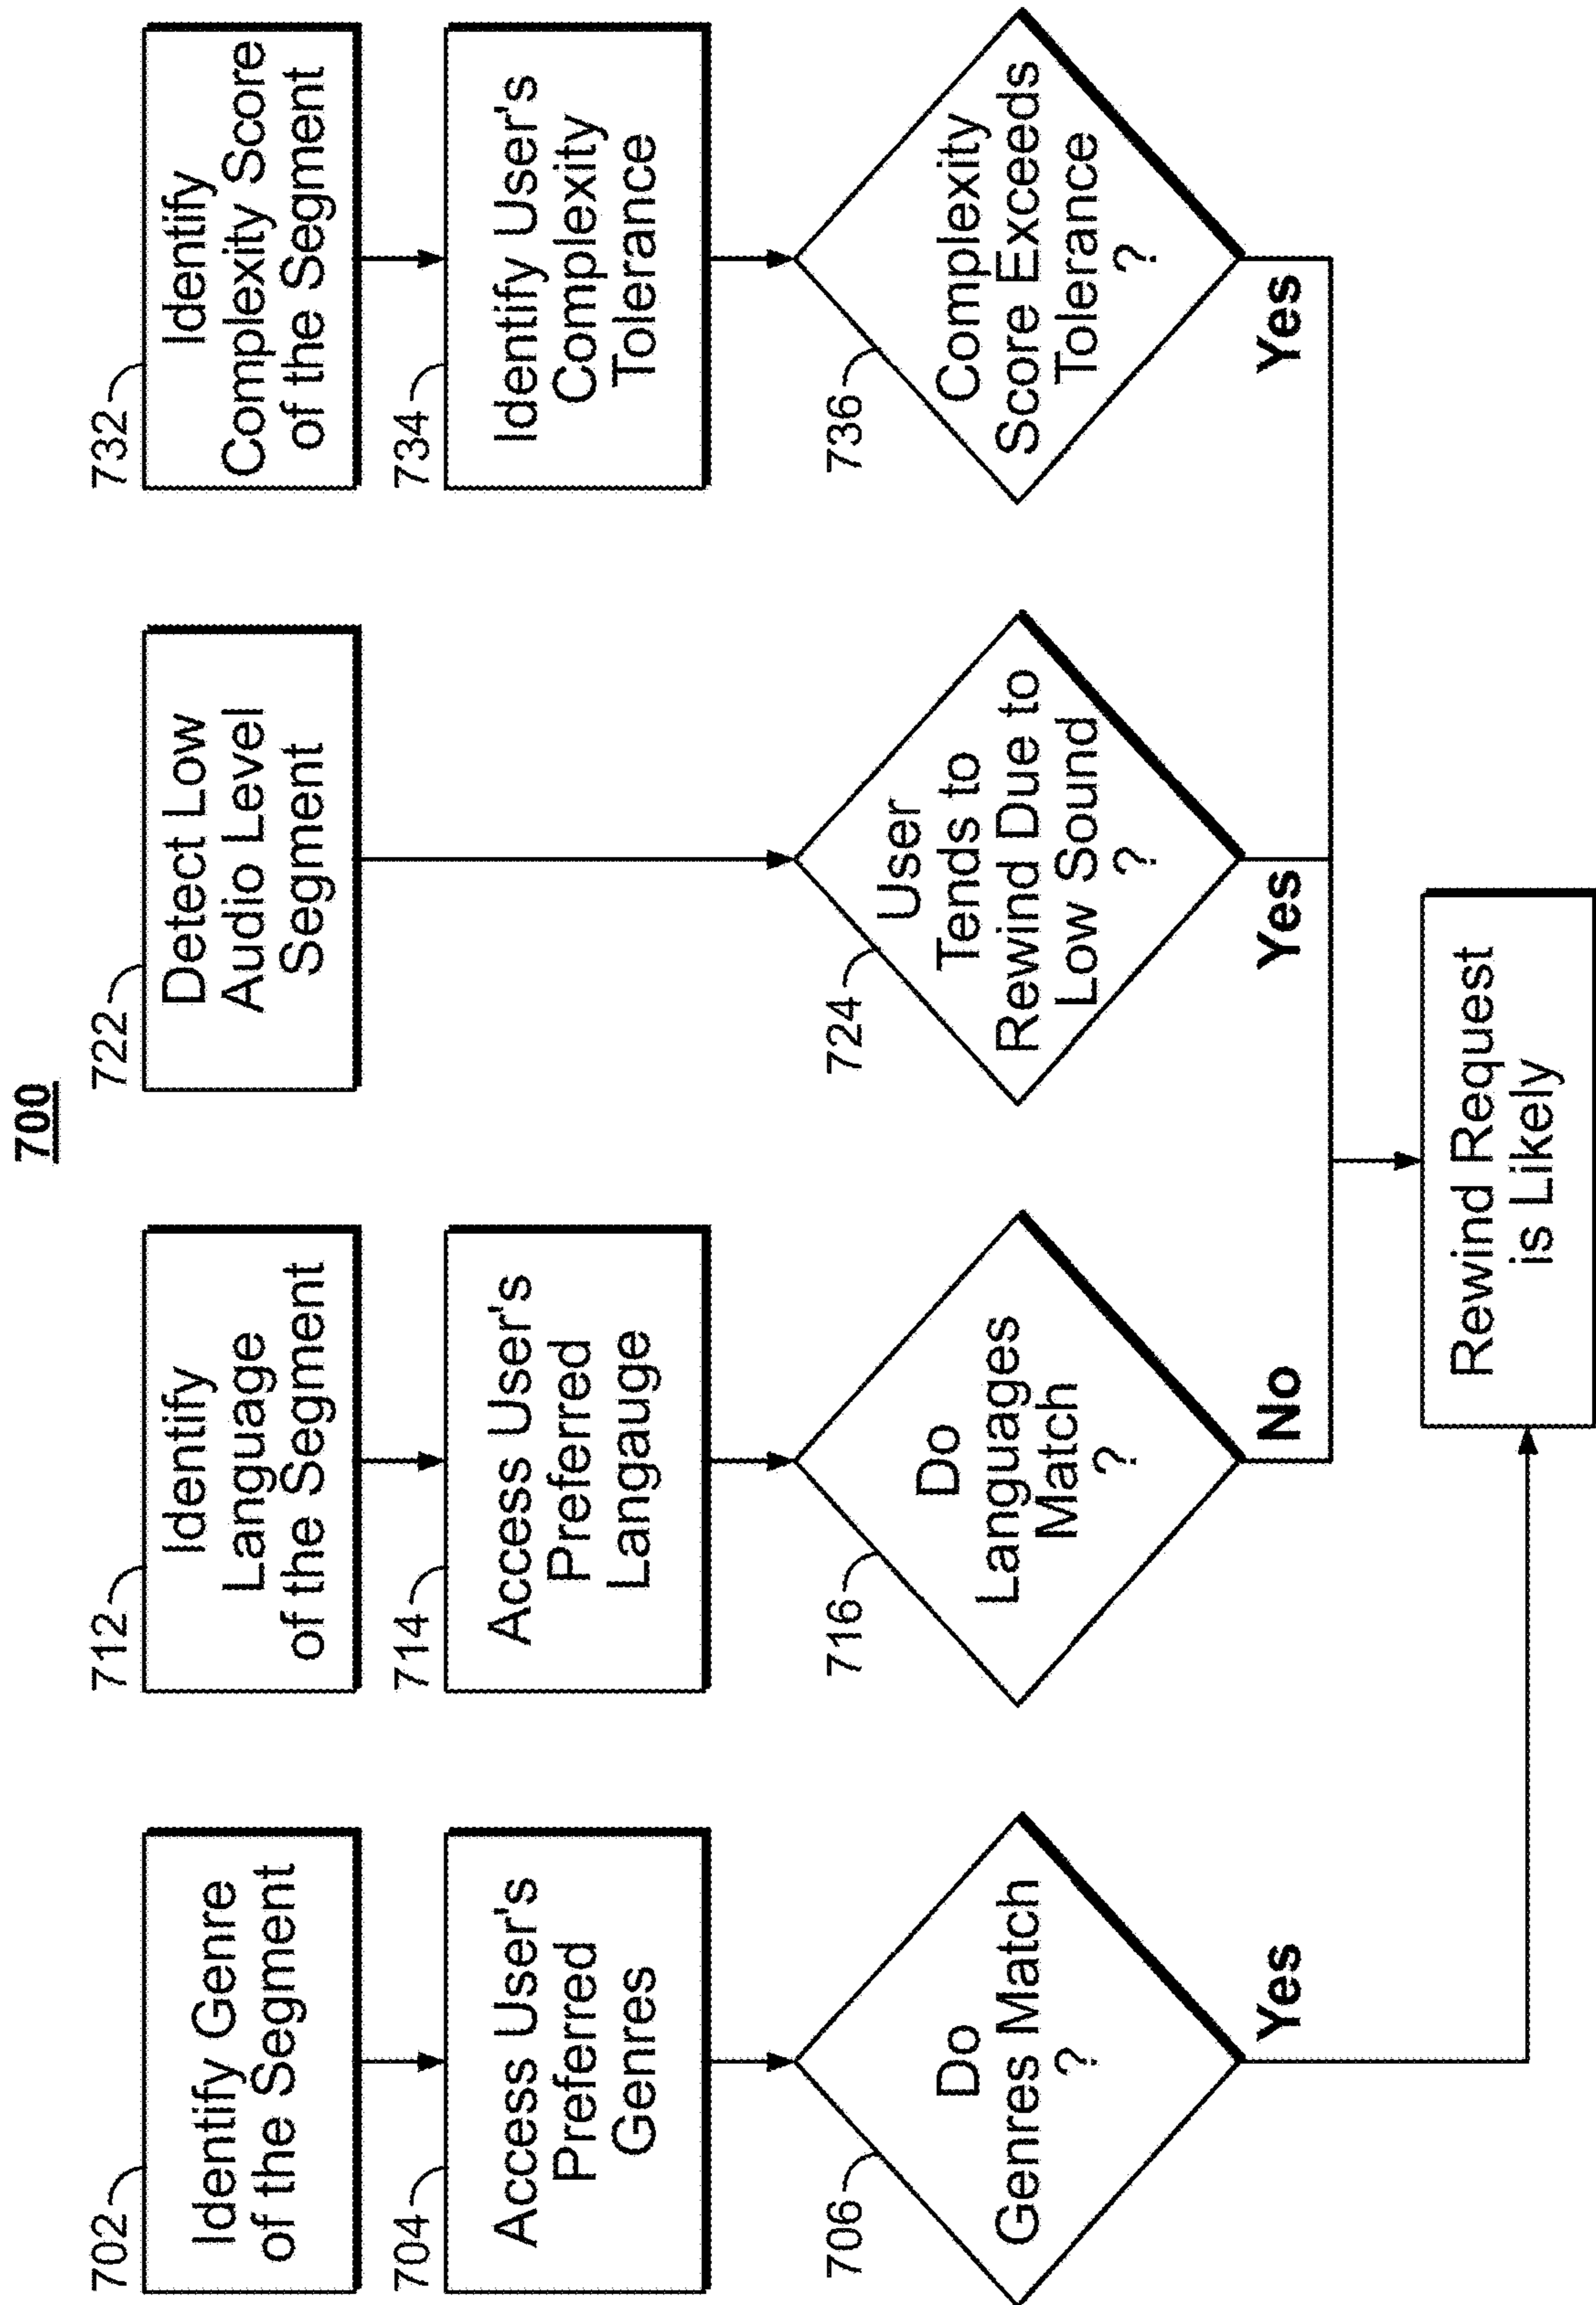 700
702
Identify Genre
of the Segment
704
Access User's
Preferred
Genres
706
Do
Genres Match
?
Yes
712
Identify
Language
of the Segment
714
Access User's
Preferred
Langauge
716
Do
Languages
Match
?
No
722
Detect Low
Audio Level
Segment
724
User
Tends to
Rewind Due to
Low Sound
?
Yes
732
Identify
Complexity Score
of the Segment
734
Identify User's
Complexity
Tolerance
736
Complexity
Score Exceeds
Tolerance
?
Yes
Rewind Request
is Likely